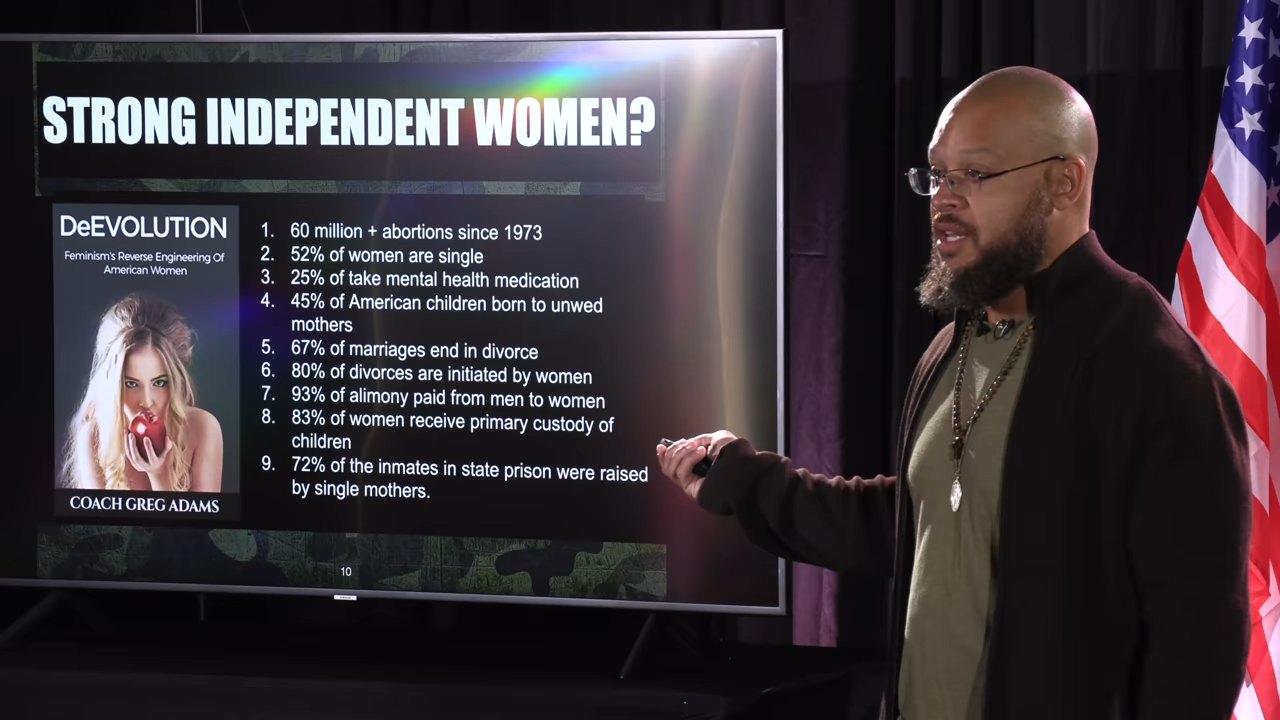 STRONG INDEPENDENT WOMEN?
DeEVOLUTION
Feminism's Reverse Engineering Of
American Women
COACH GREG ADAMS
1. 60 million + abortions since 1973
2. 52% of women are single
3. 25% of take mental health medication
4. 45% of American children born to unwed
mothers
5. 67% of marriages end in divorce
6. 80% of divorces are initiated by women
7. 93% of alimony paid from men to women
8. 83% of women receive primary custody of
children
9. 72% of the inmates in state prison were raised
by single mothers.
10